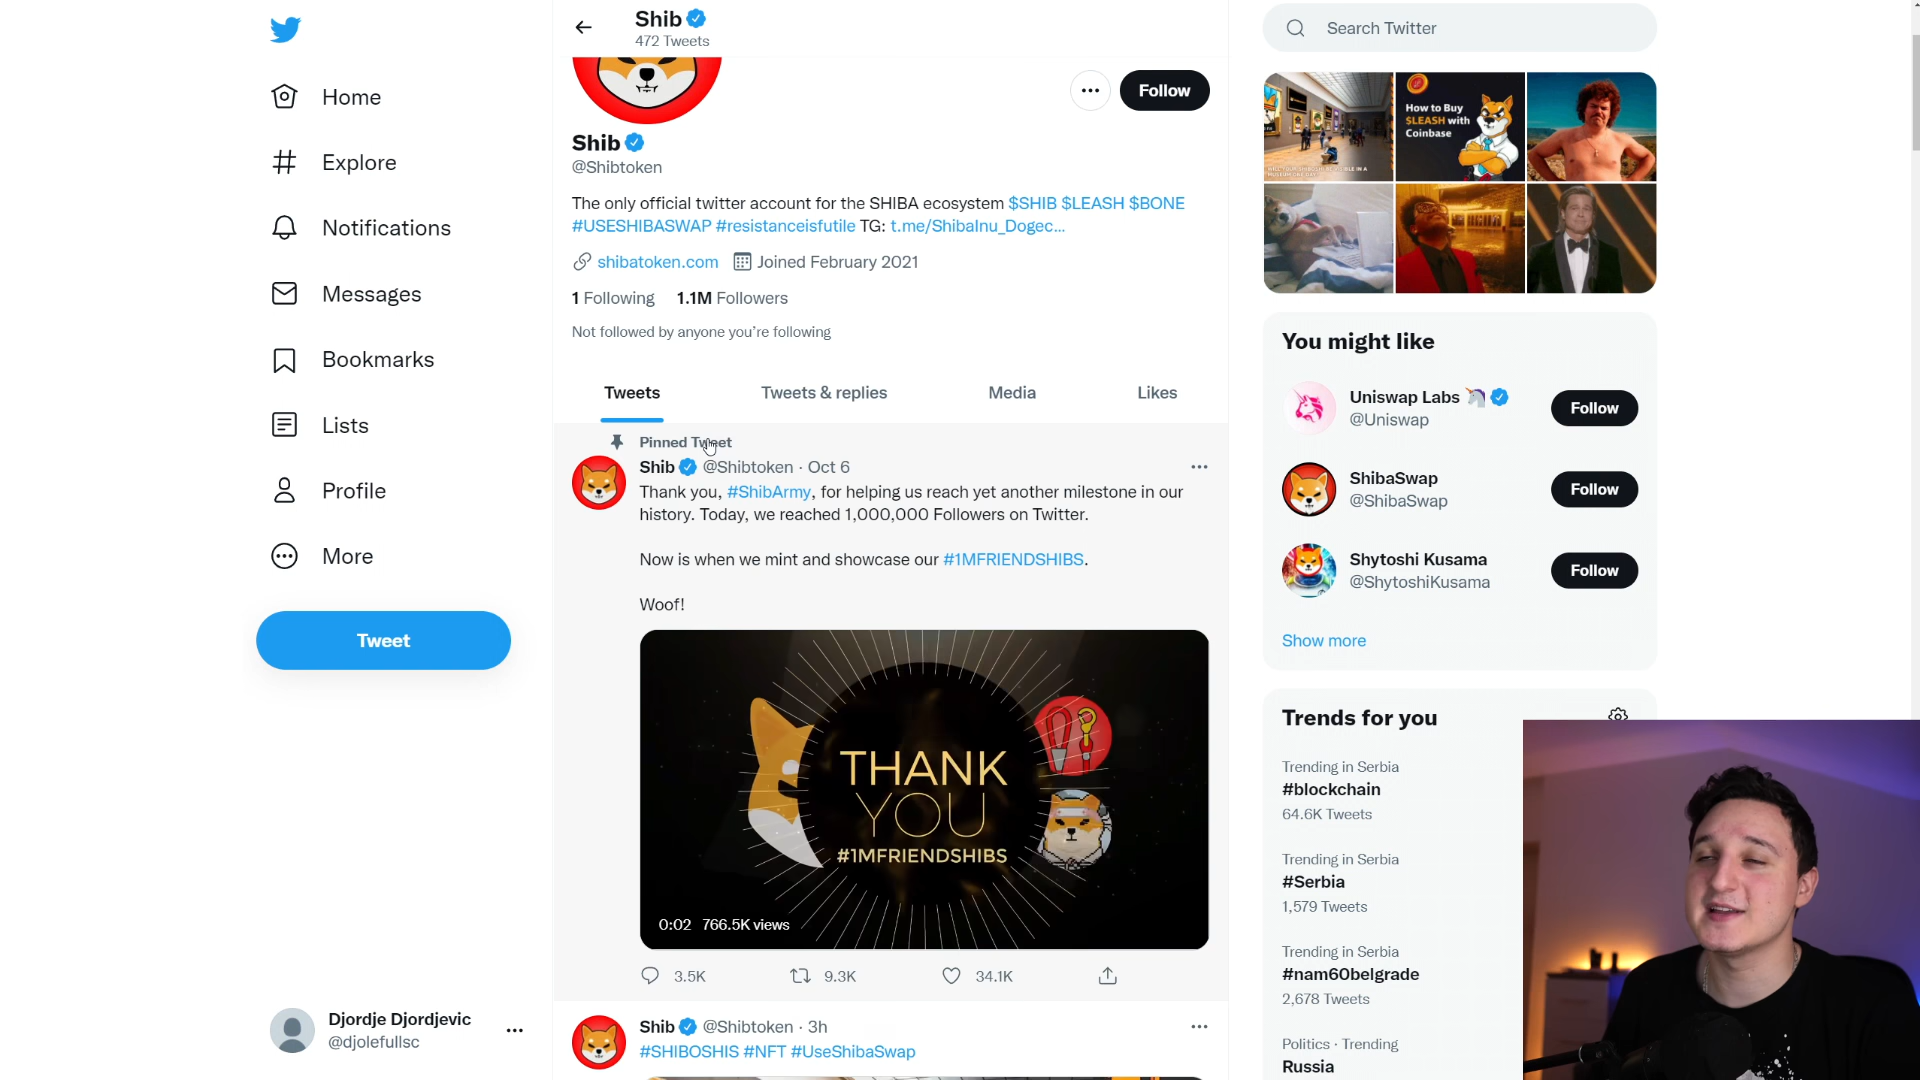 Home
Explore
Notifications
Messages
Bookmarks
Lists
Profile
More
Tweet
Djordje Djordjevic
@djolefullsc
Shib
472 Tweets
Follow
Shib
@Shibtoken
The only official twitter account for the SHIBA ecosystem $SHIB $LEASH $BONE
#USESHIBASWAP #resistanceisfutile TG: t.me/ShibaInu_Dogec...
shibatoken.com Joined February 2021
1 Following 1.1M Followers
Not followed by anyone you're following
Tweets Tweets & replies Media Likes
Pinned Tweet
Shib @Shibtoken · Oct 6
Thank you, #ShibArmy, for helping us reach yet another milestone in our
history. Today, we reached 1,000,000 Followers on Twitter.
Now is when we mint and showcase our #1MFRIENDSHIBS.
Woof!
THANK
YOU
#1MFRIENDSHIBS
0:02 766.5K views
3.5K 9.3K 34.1K
Shib @Shibtoken · 3h
#SHIBOSHIS #NFT #UseShibaSwap
Search Twitter
How to Buy
$LEASH with
Coinbase
You might like
Uniswap Labs
@Uniswap
Follow
ShibaSwap
@ShibaSwap
Follow
Shytoshi Kusama
@ShytoshiKusama
Follow
Show more
Trends for you
Trending in Serbia
#blockchain
64.6K Tweets
Trending in Serbia
#Serbia
1,579 Tweets
Trending in Serbia
#nam60belgrade
2,678 Tweets
Politics · Trending
Russia